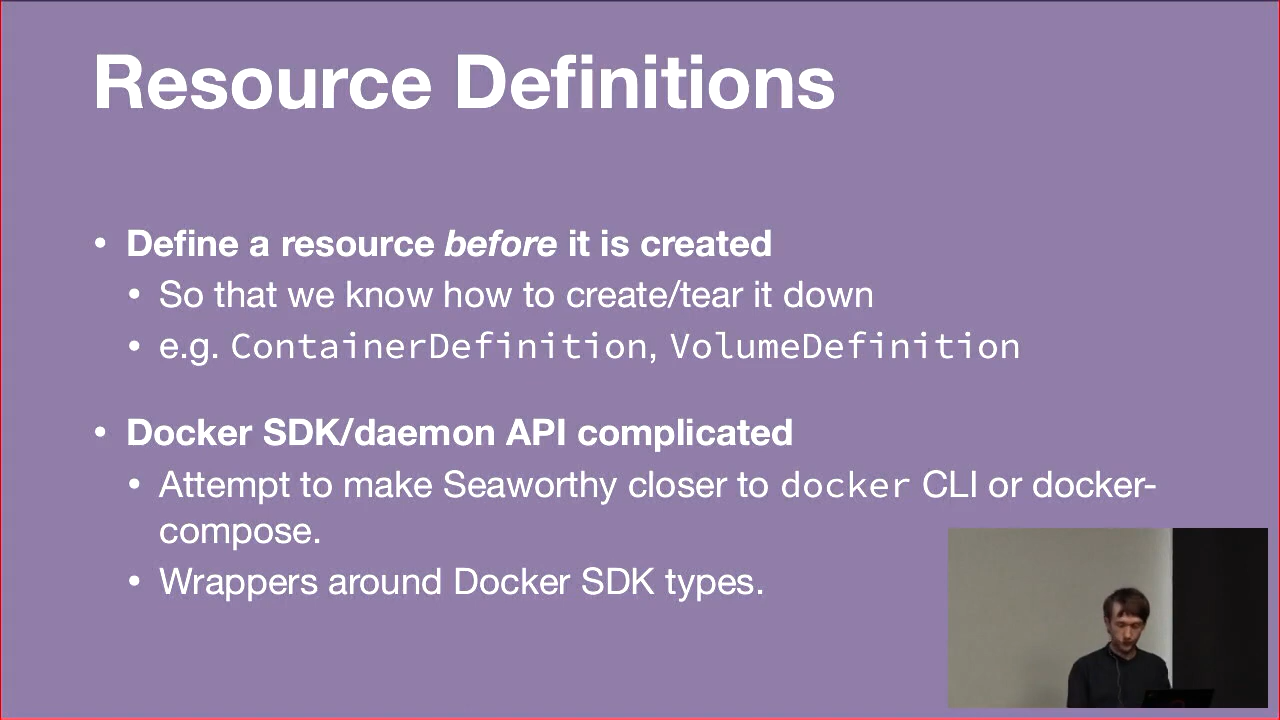 Resource Definitions
• Define a resource before it is created
• So that we know how to create/tear it down
• e.g. ContainerDefinition, VolumeDefinition
• Docker SDK/daemon API complicated
• Attempt to make Seaworthy closer to docker CLI or docker-
compose.
• Wrappers around Docker SDK types.